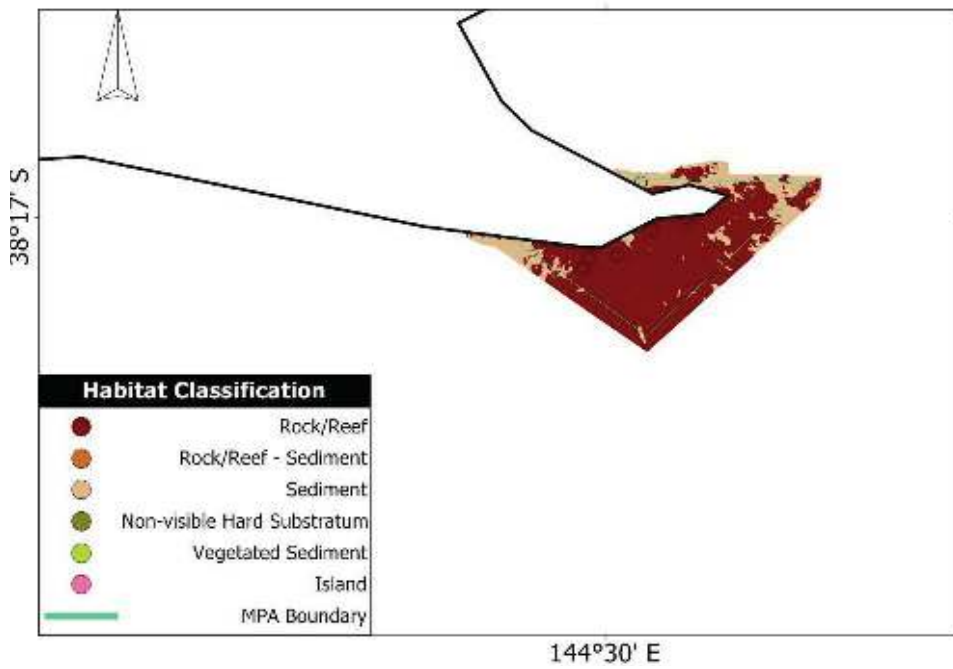 38°17' S
Habitat Classification
Rock/Reef
Rock/Reef - Sediment
Sediment
Non-visible Hard Substratum
Vegetated Sediment
Island
MPA Boundary
144°30' E